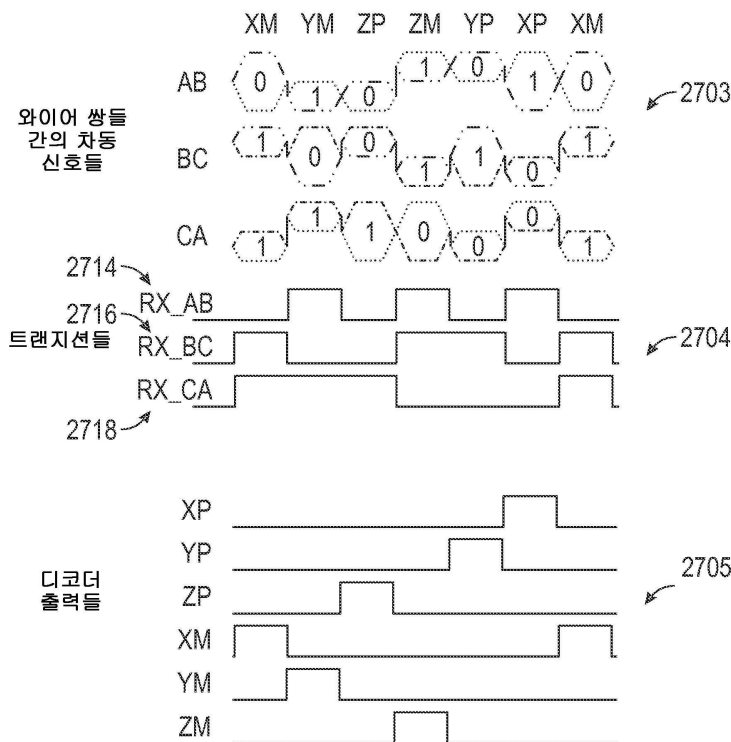 XM YM ZP ZM YP XP XM
AB 0 1 0 1 0 1 0
2703
와이어 쌍들
간의 차동
신호들
BC 1 0 0 1 1 0 1
CA 1 1 1 0 0 0 1
2714
RX_AB
2716
트랜지션들 RX_BC 2704
RX_CA
2718
XP
YP
디코더
출력들
ZP
2705
XM
YM
ZM